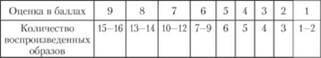 Оценка в баллах 9 8 7 6 5 4 3 2 1
Количество воспроизведенных образов 15—16 13—14 10—12 7—9 6 5 4 3 1—2